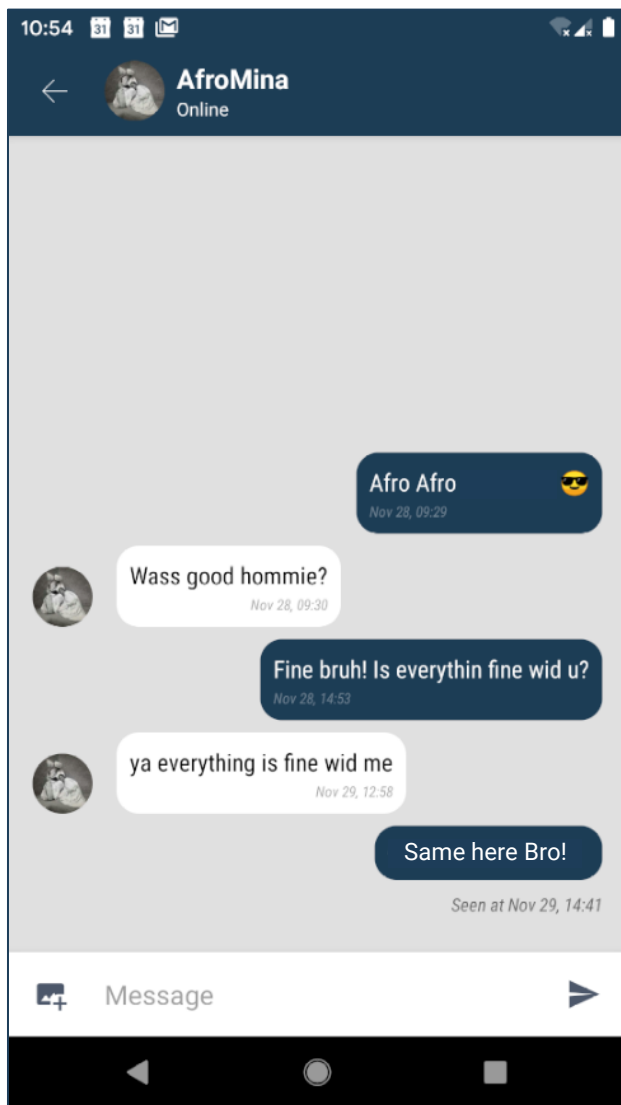 10:54 31 31
AfroMina
Online
Afro Afro 😎
Nov 28, 09:29
Wass good hommie?
Nov 28, 09:30
Fine bruh! Is everythin fine wid u?
Nov 28, 14:53
ya everything is fine wid me
Nov 29, 12:58
Same here Bro!
Seen at Nov 29, 14:41
Message